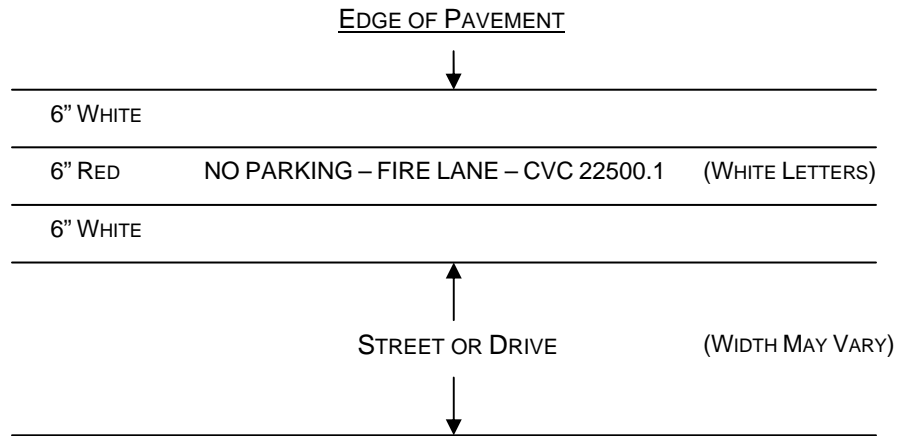 EDGE OF PAVEMENT
6” WHITE
6” RED NO PARKING – FIRE LANE – CVC 22500.1 (WHITE LETTERS)
6” WHITE
STREET OR DRIVE (WIDTH MAY VARY)